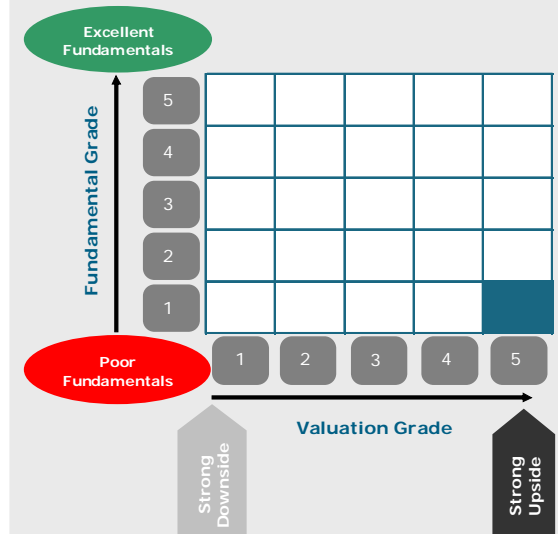 Excellent
Fundamentals
Fundamental Grade
5
4
3
2
1
Poor
Fundamentals
1
2
3
4
5
Valuation Grade
Strong
Downside
Strong
Upside